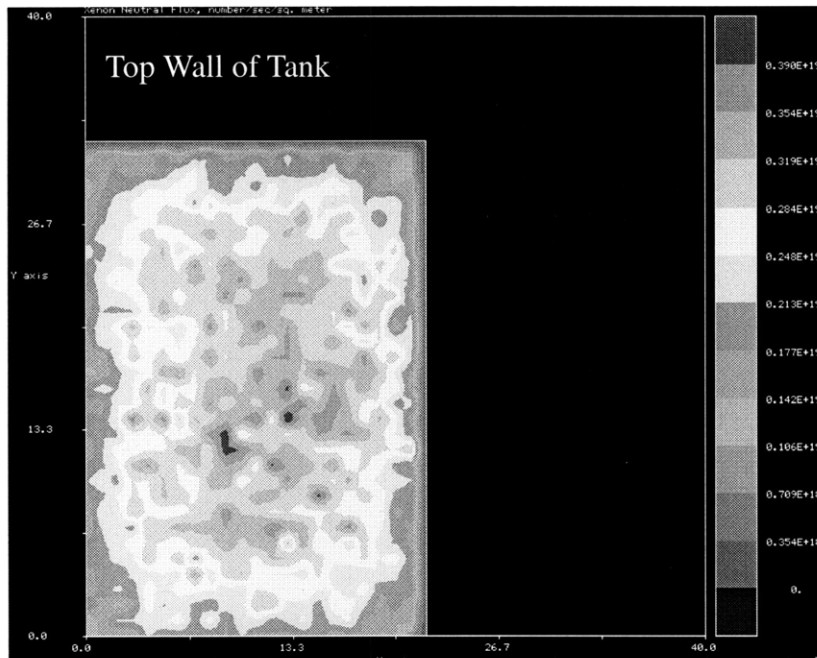 Xenon Neutral Flux, number/sec/sq. meter
40.0
Top Wall of Tank
0.390E+19
0.354E+19
0.319E+19
0.284E+19
26.7
0.248E+19
Y axis
0.213E+19
0.177E+19
0.142E+19
13.3
0.106E+19
0.709E+18
0.354E+18
0.
0.0
0.0
13.3
26.7
40.0